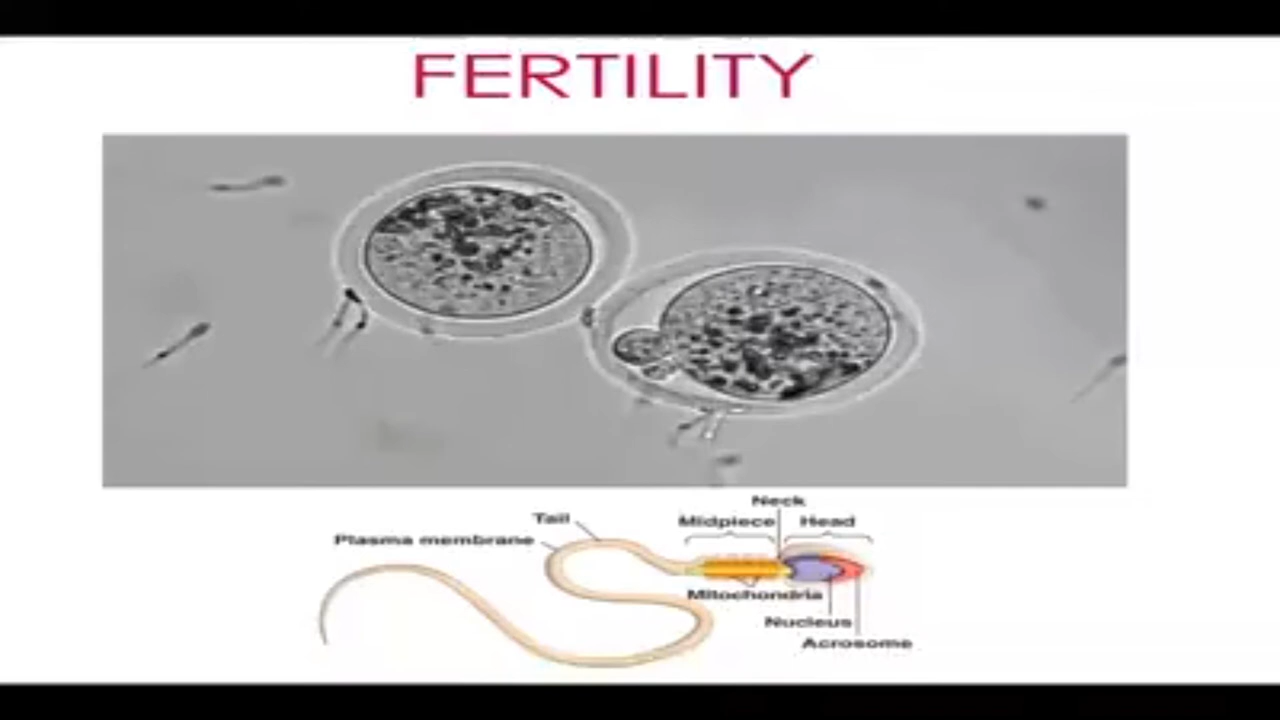 FERTILITY
Neck
Tail
Midpiece
Head
Plasma membrane
Mitochondria
Nucleus
Acrosome